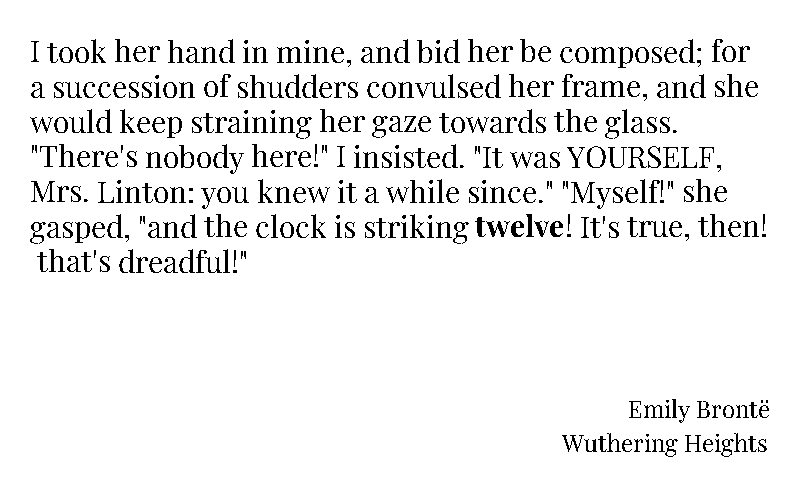 I took her hand in mine, and bid her be composed; for
a succession of shudders convulsed her frame, and she
would keep straining her gaze towards the glass.
"There's nobody here!" I insisted. "It was YOURSELF,
Mrs. Linton: you knew it a while since." "Myself!" she
gasped, "and the clock is striking twelve! It's true, then!
that's dreadful!"
Emily Brontë
Wuthering Heights